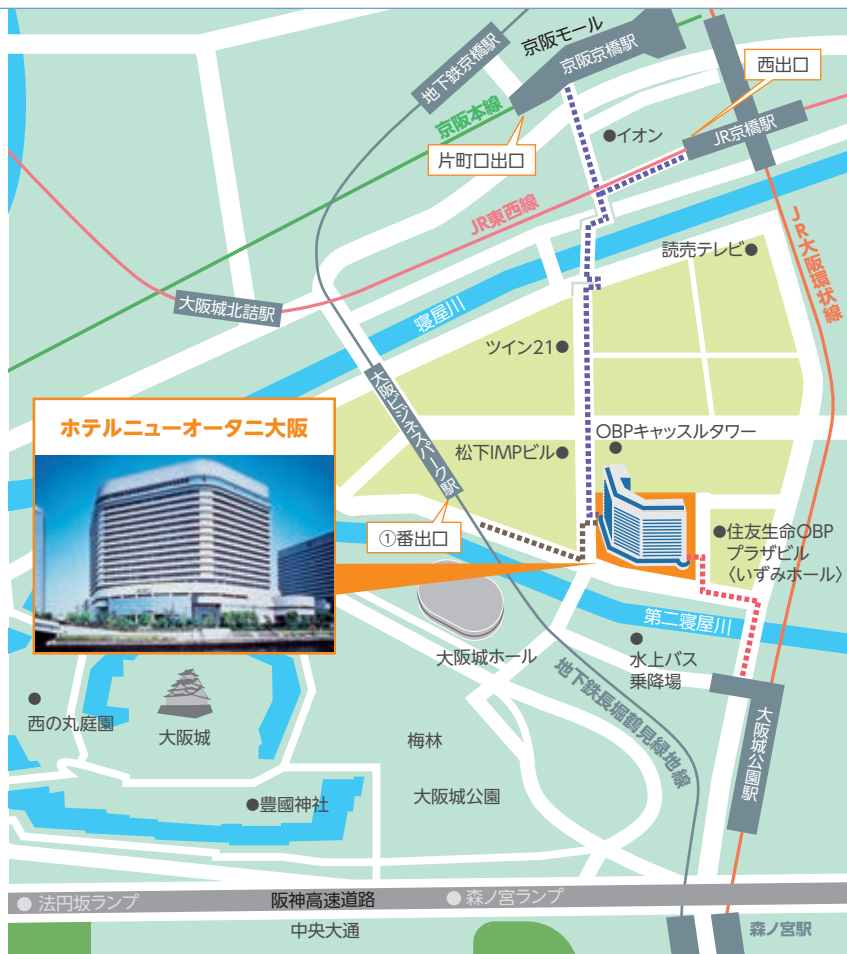 京阪モール
京阪京橋駅
地下鉄京橋駅
西出口
京阪本線
片町口出口
イオン
JR京橋駅
JR東西線
JR大阪環状線
読売テレビ
大阪城北詰駅
寝屋川
ツイン21
大阪ビジネスパーク駅
ホテルニューオータニ大阪
OBPキャッスルタワー
松下IMPビル
①番出口
住友生命OBP
プラザビル
〈いずみホール〉
第二寝屋川
大阪城ホール
水上バス
乗降場
地下鉄長堀鶴見緑地線
西の丸庭園
大阪城
梅林
大阪城公園駅
豊國神社
大阪城公園
法円坂ランプ
阪神高速道路
森ノ宮ランプ
中央大通
森ノ宮駅